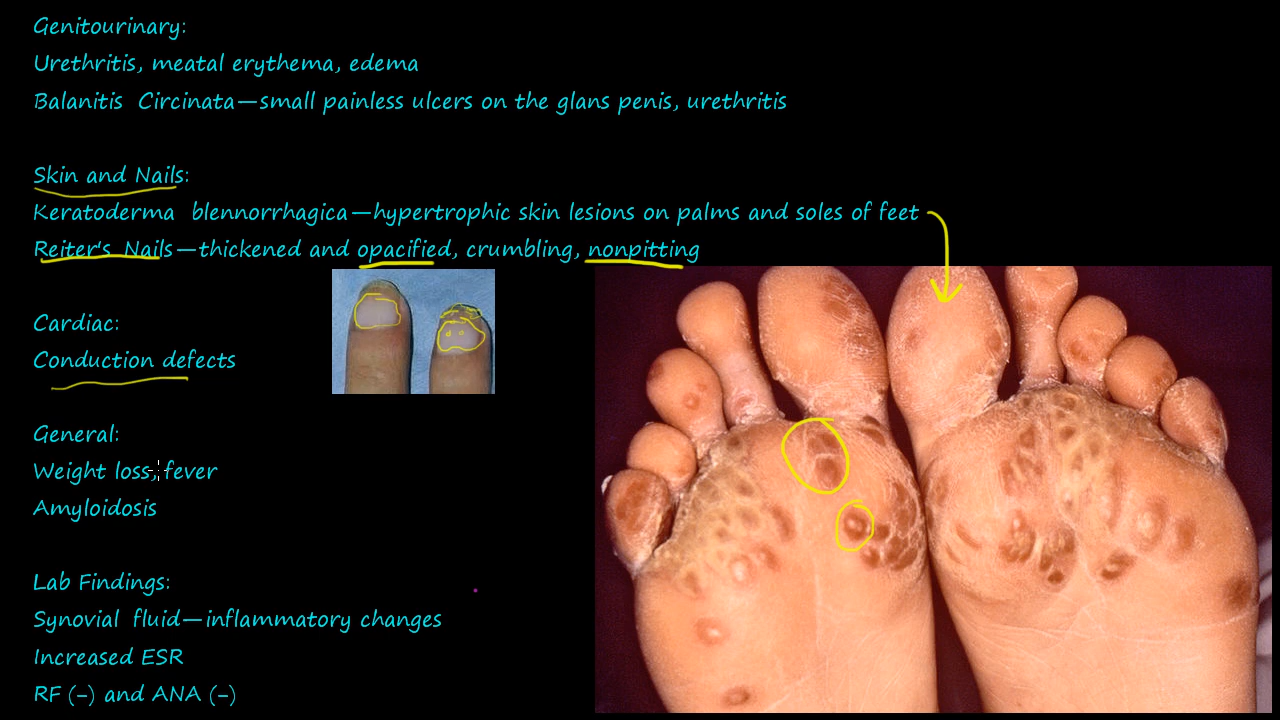 Genitourinary:
Urethritis, meatal erythema, edema
Balanitis Circinata—small painless ulcers on the glans penis, urethritis
Skin and Nails:
Keratoderma blennorrhagica—hypertrophic skin lesions on palms and soles of feet
Reiter's Nails—thickened and opacified, crumbling, nonpitting
Cardiac:
Conduction defects
General:
Weight loss, fever
Amyloidosis
Lab Findings:
Synovial fluid—inflammatory changes
Increased ESR
RF (-) and ANA (-)